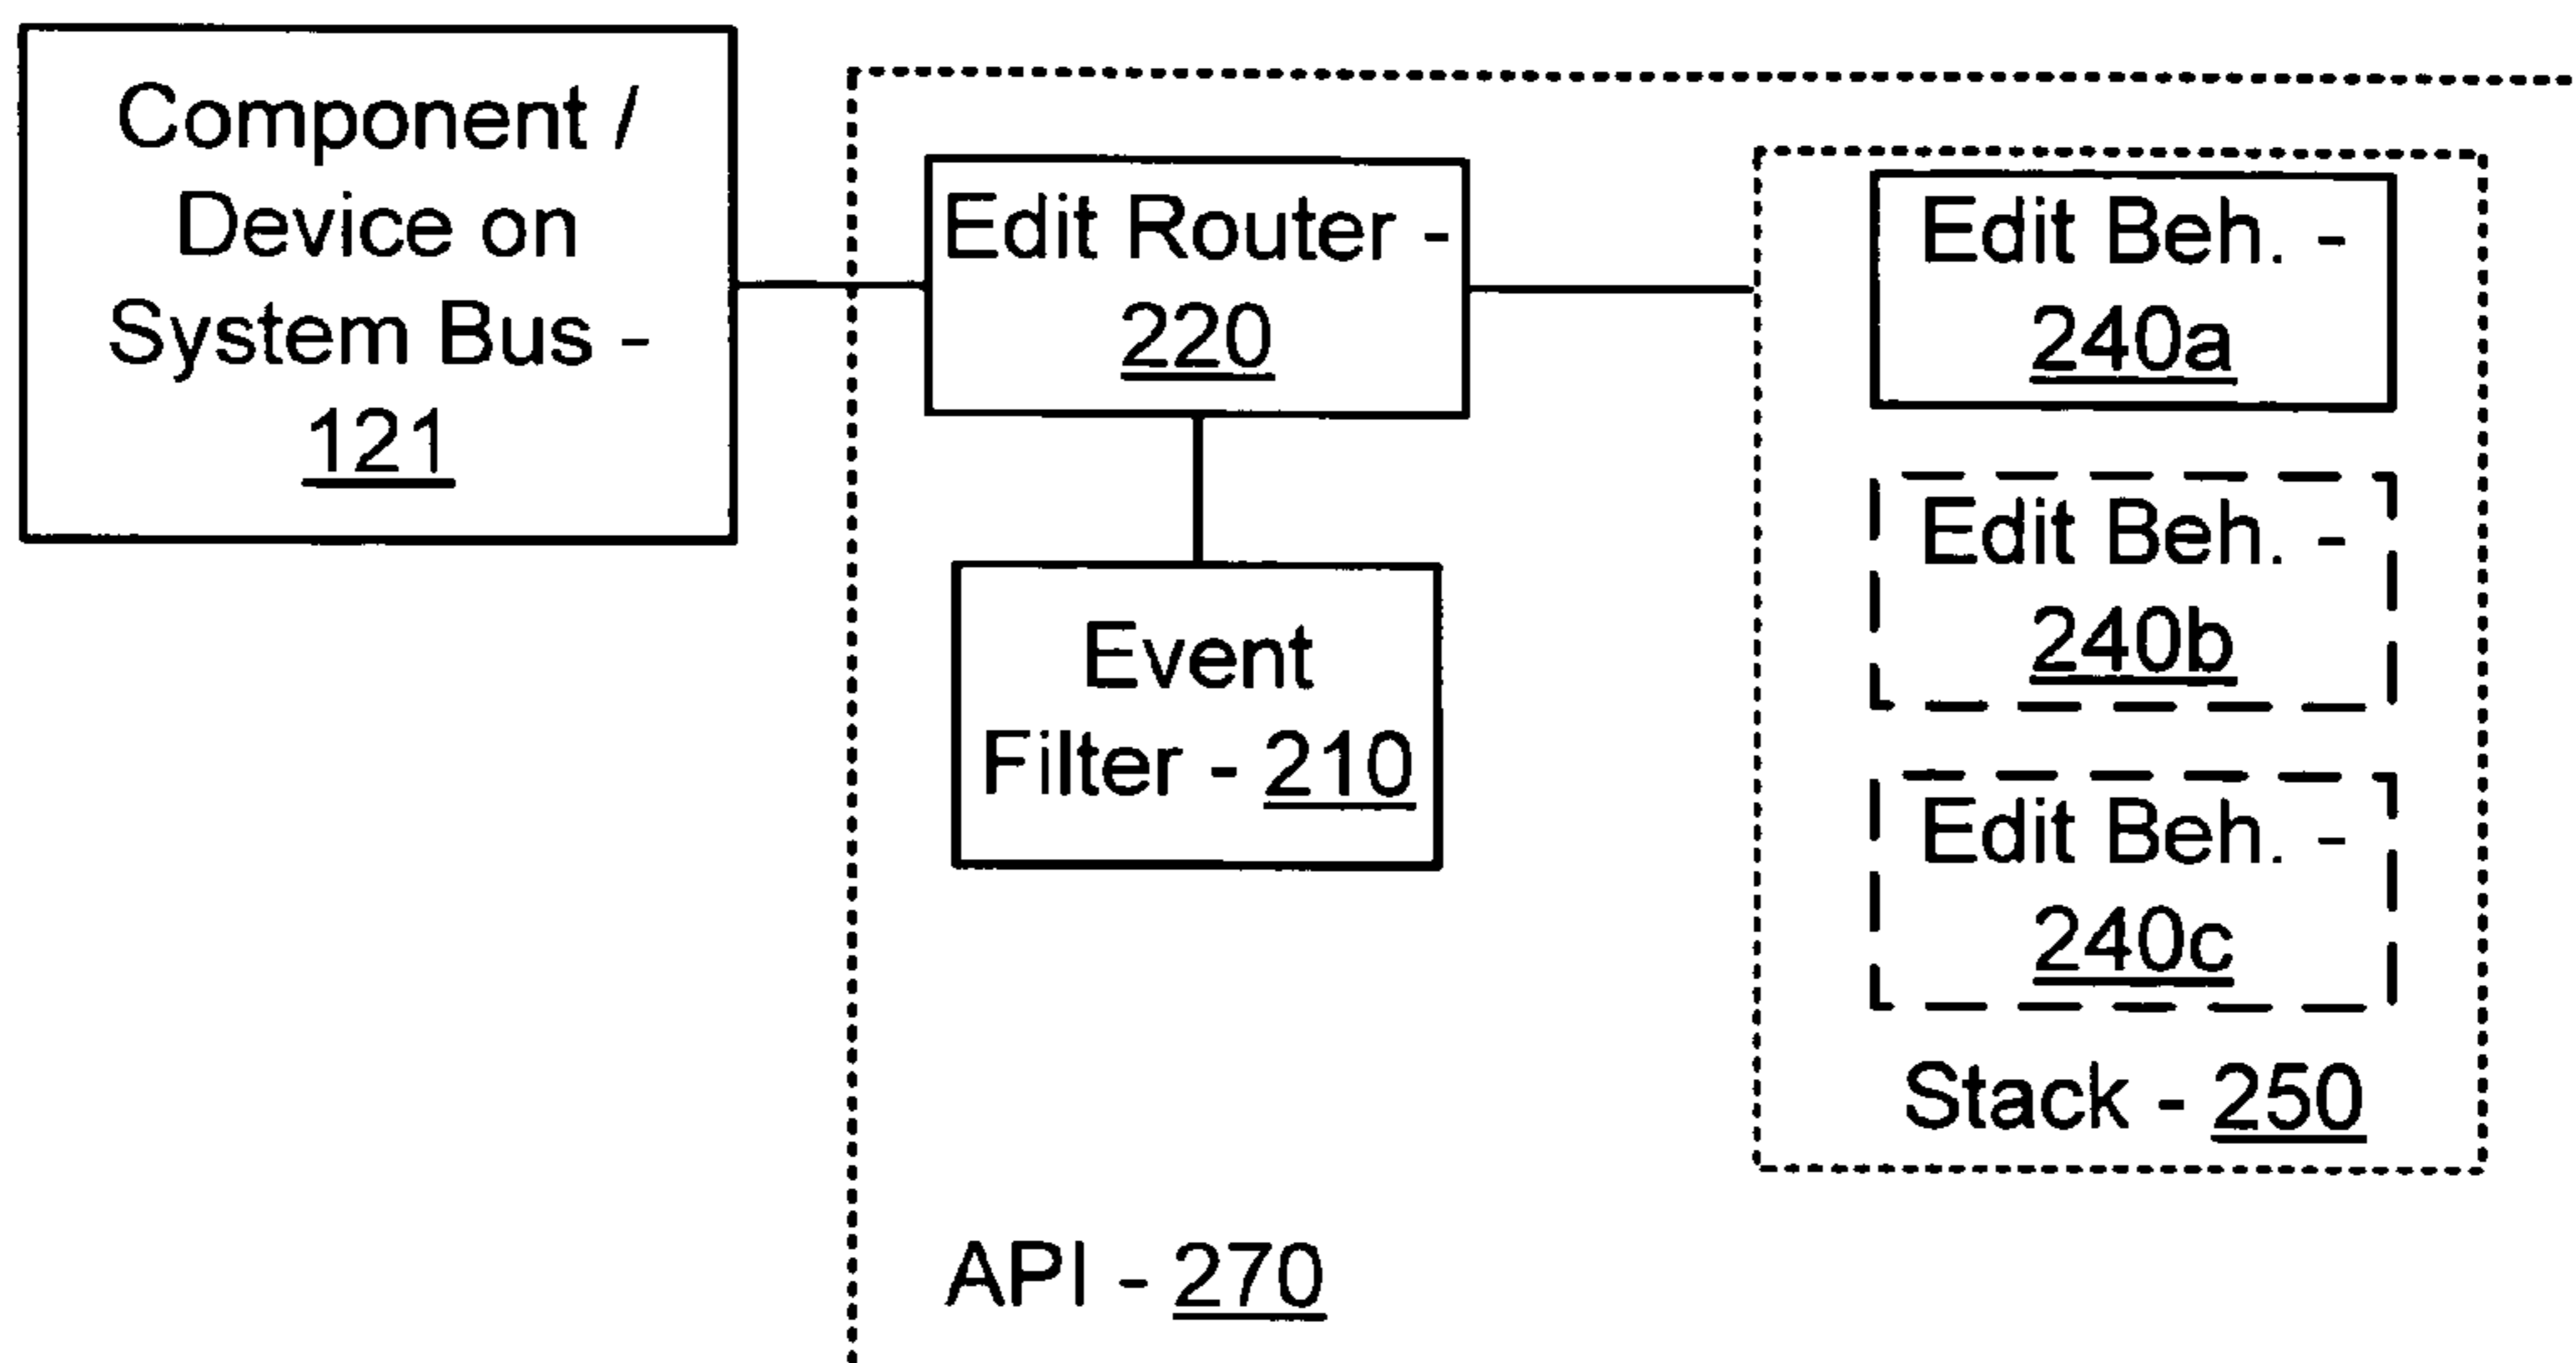 Component /
Device on
System Bus -
121
Edit Router -
220
Event
Filter - 210
Edit Beh. -
240a
Edit Beh. -
240b
Edit Beh. -
240c
Stack - 250
API - 270